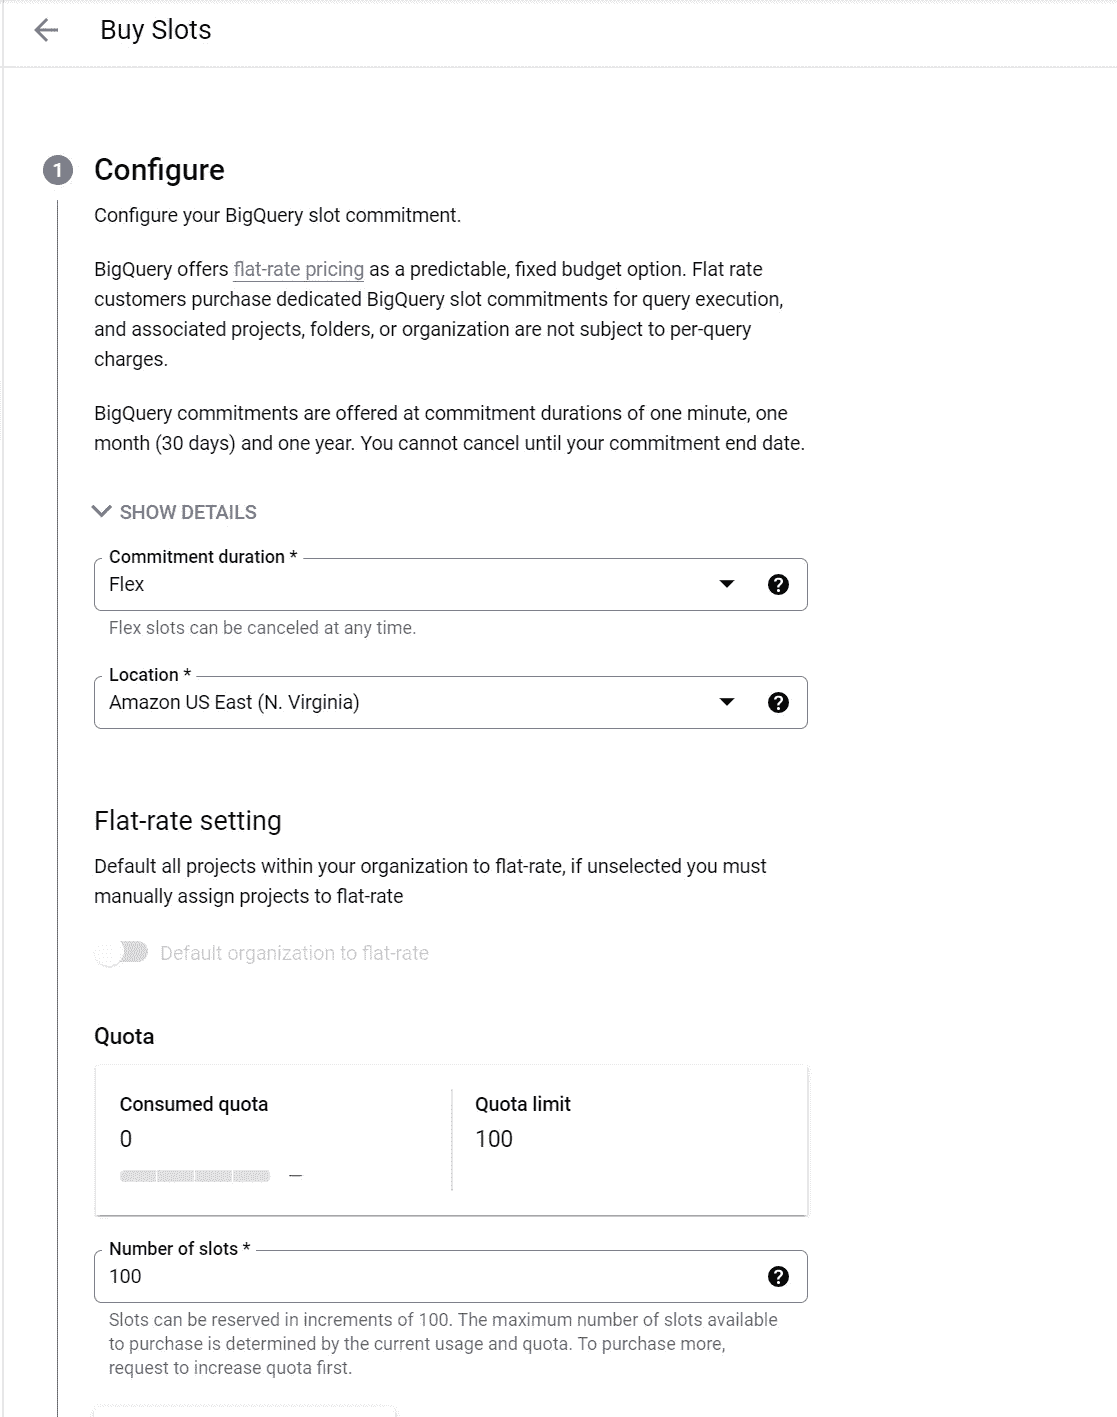 Buy Slots
1 Configure
Configure your BigQuery slot commitment.
BigQuery offers flat-rate pricing as a predictable, fixed budget option. Flat rate
customers purchase dedicated BigQuery slot commitments for query execution,
and associated projects, folders, or organization are not subject to per-query
charges.
BigQuery commitments are offered at commitment durations of one minute, one
month (30 days) and one year. You cannot cancel until your commitment end date.
SHOW DETAILS
Commitment duration *
Flex
Flex slots can be canceled at any time.
Location *
Amazon US East (N. Virginia)
Flat-rate setting
Default all projects within your organization to flat-rate, if unselected you must
manually assign projects to flat-rate
Default organization to flat-rate
Quota
Consumed quota
0
—
Quota limit
100
Number of slots *
100
Slots can be reserved in increments of 100. The maximum number of slots available
to purchase is determined by the current usage and quota. To purchase more,
request to increase quota first.